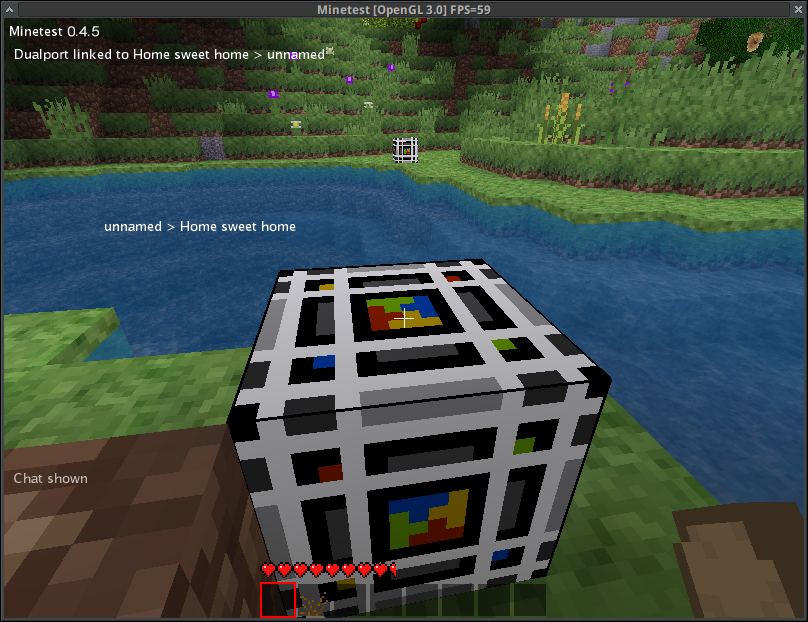 Minetest [OpenGL 3.0] FPS=59
Minetest 0.4.5
Dualport linked to Home sweet home > unnamed
unnamed > Home sweet home
Chat shown